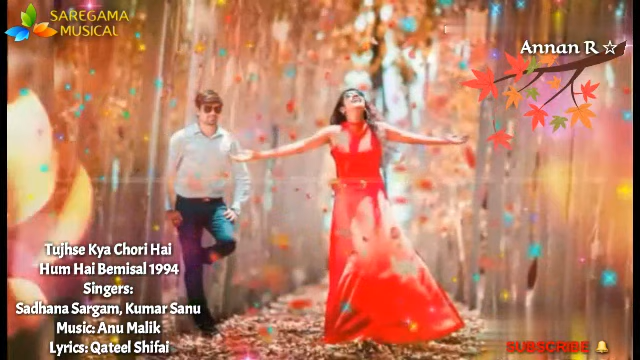 SAREGAMA
MUSICAL
Annan R ☆
Tujhse Kya Chori Hai
Hum Hai Bemisal 1994
Singers:
Sadhana Sargam, Kumar Sanu
Music: Anu Malik
Lyrics: Qateel Shifai
SUBSCRIBE 🔔